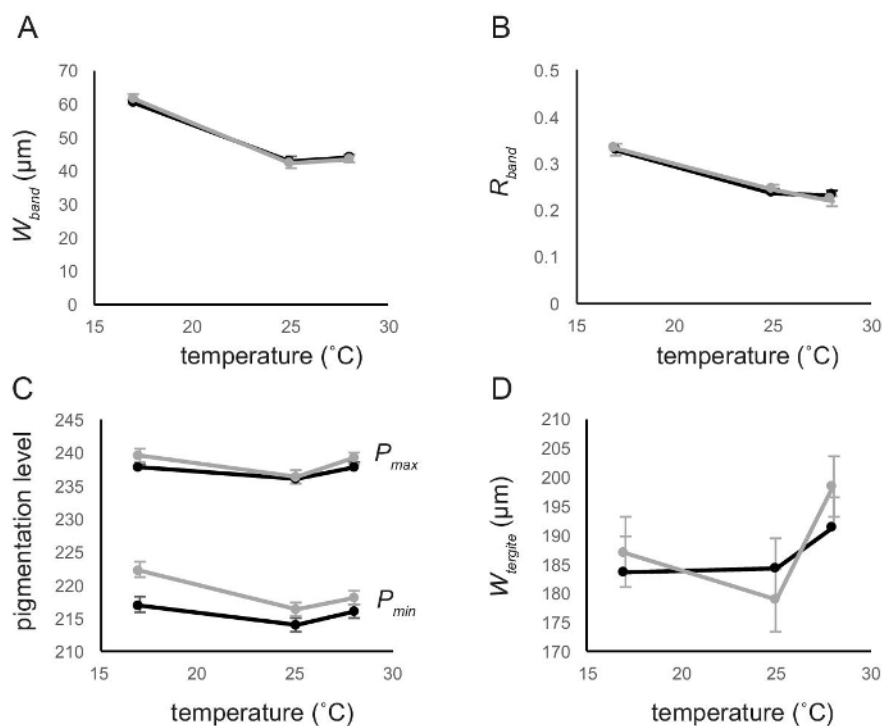 A
W_band (µm)
70
60
50
40
30
20
10
0
15 20 25 30
temperature (˚C)
B
R_band
0.5
0.4
0.3
0.2
0.1
0
15 20 25 30
temperature (˚C)
C
pigmentation level
245
240
235
230
225
220
215
210
P_max
P_min
15 20 25 30
temperature (˚C)
D
W_tergite (µm)
210
205
200
195
190
185
180
175
170
15 20 25 30
temperature (˚C)